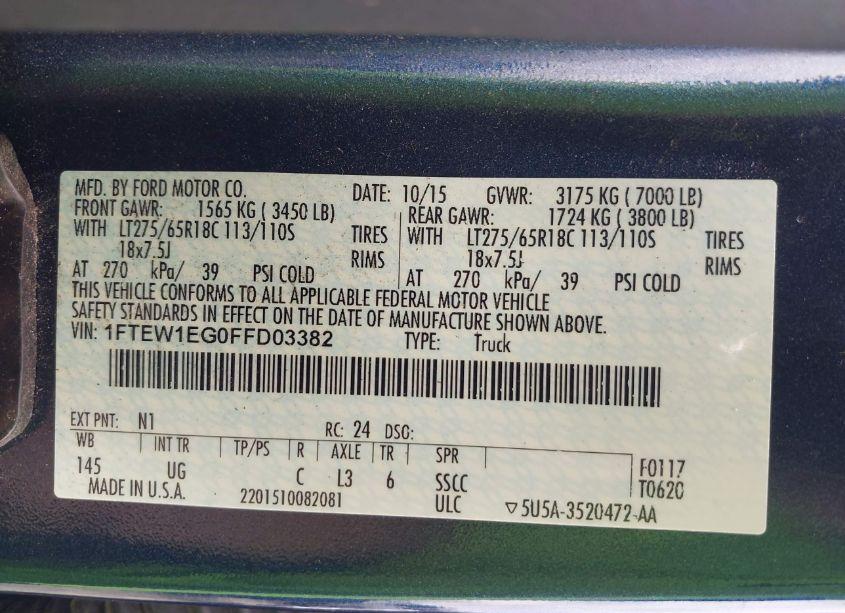 MFD. BY FORD MOTOR CO. DATE: 10/15 GVWR: 3175 KG ( 7000 LB)
FRONT GAWR: 1565 KG ( 3450 LB) REAR GAWR: 1724 KG ( 3800 LB)
WITH LT275/65R18C 113/110S TIRES WITH LT275/65R18C 113/110S TIRES
18x7.5J RIMS 18x7.5J RIMS
AT 270 kPa/ 39 PSI COLD AT 270 kPa/ 39 PSI COLD
THIS VEHICLE CONFORMS TO ALL APPLICABLE FEDERAL MOTOR VEHICLE
SAFETY STANDARDS IN EFFECT ON THE DATE OF MANUFACTURE SHOWN ABOVE.
VIN: 1FTEW1EG0FFD03382 TYPE: Truck
EXT PNT: N1 RC: 24 DSO:
WB INT TR TP/PS R AXLE TR SPR
145 UG C L3 6 SSCC F0117
T0620
MADE IN U.S.A. 2201510082081 ULC ▽5U5A-3520472-AA